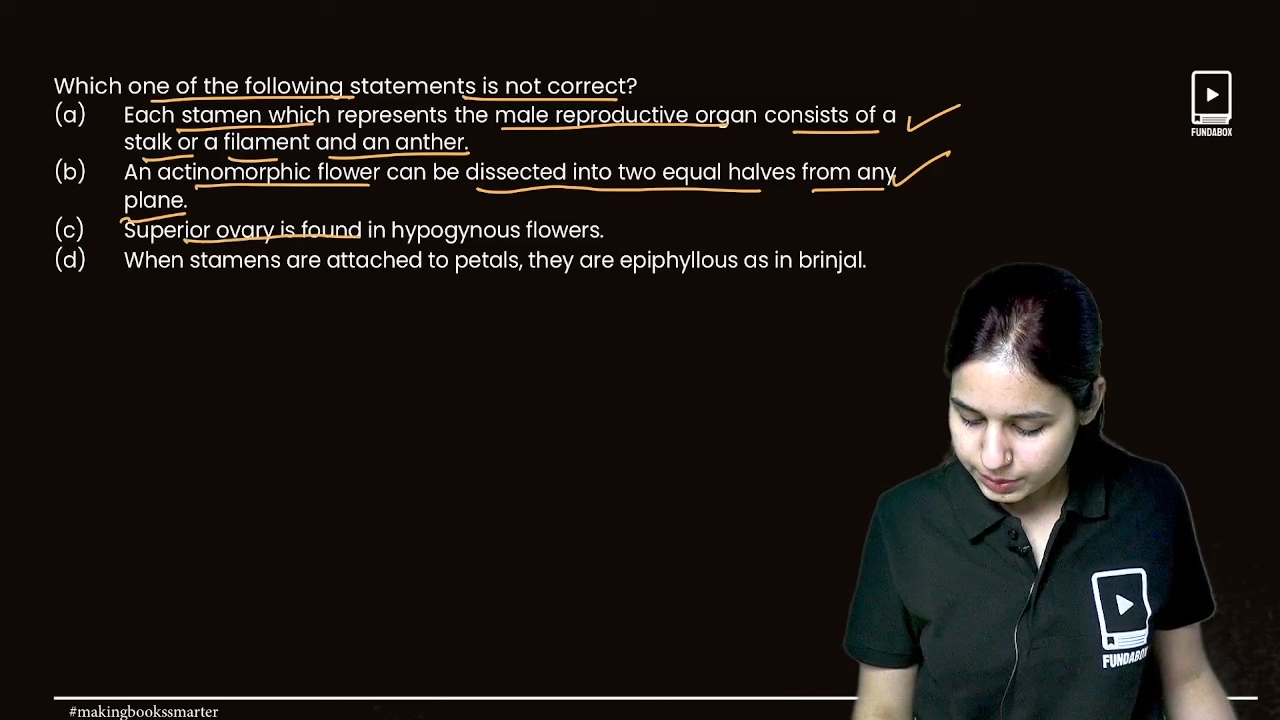 Which one of the following statements is not correct?
(a) Each stamen which represents the male reproductive organ consists of a
stalk or a filament and an anther.
(b) An actinomorphic flower can be dissected into two equal halves from any
plane.
(c) Superior ovary is found in hypogynous flowers.
(d) When stamens are attached to petals, they are epiphyllous as in brinjal.
FUNDABOX
FUNDABOX
#makingbookssmarter